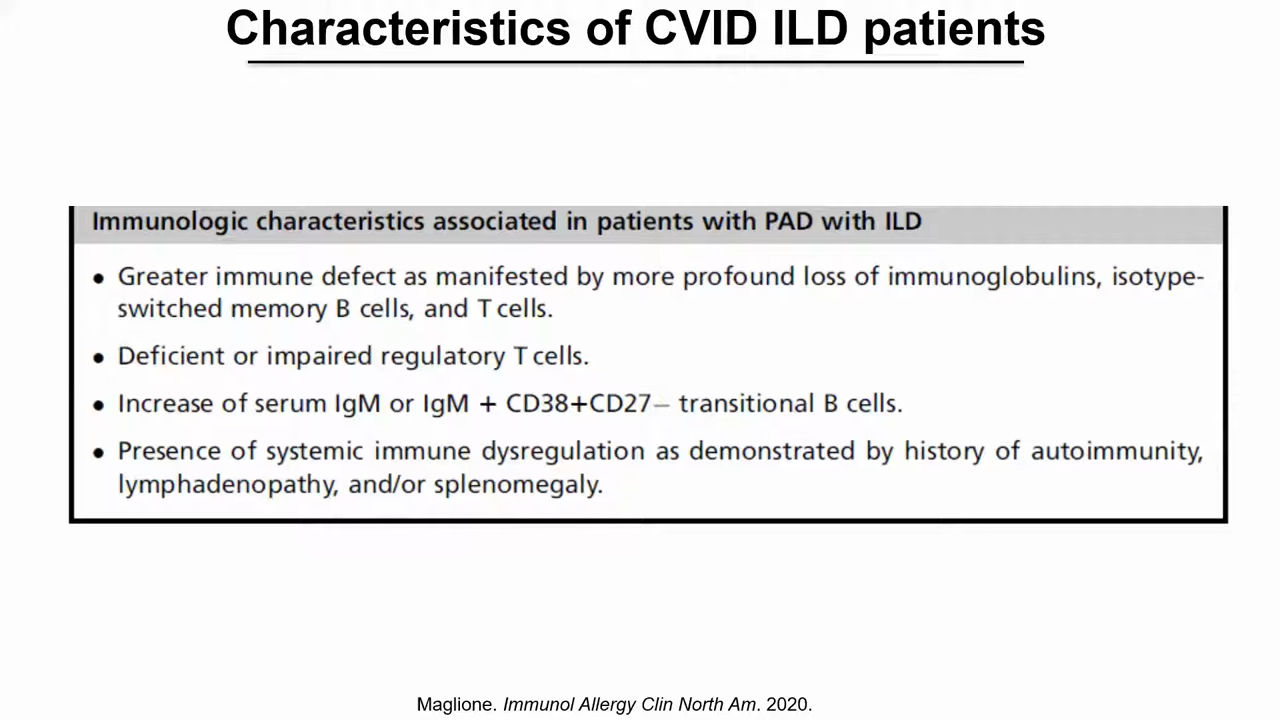 Characteristics of CVID ILD patients
Immunologic characteristics associated in patients with PAD with ILD
• Greater immune defect as manifested by more profound loss of immunoglobulins, isotype-
switched memory B cells, and T cells.
• Deficient or impaired regulatory T cells.
• Increase of serum IgM or IgM + CD38+CD27− transitional B cells.
• Presence of systemic immune dysregulation as demonstrated by history of autoimmunity,
lymphadenopathy, and/or splenomegaly.
Maglione. Immunol Allergy Clin North Am. 2020.